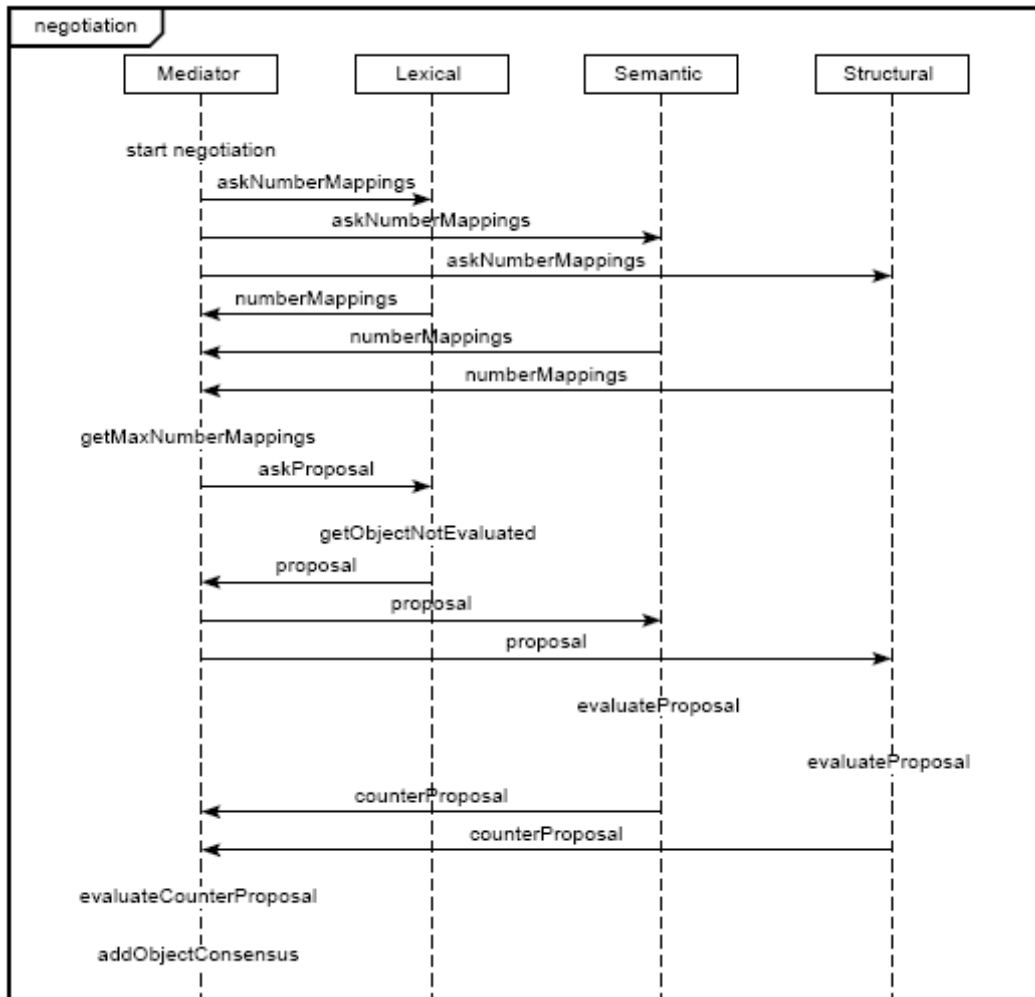 negotiation
Mediator Lexical Semantic Structural
start negotiation
askNumberMappings
askNumberMappings
askNumberMappings
numberMappings
numberMappings
numberMappings
getMaxNumberMappings
askProposal
getObjectNotEvaluated
proposal
proposal
proposal
evaluateProposal
evaluateProposal
counterProposal
counterProposal
evaluateCounterProposal
addObjectConsensus